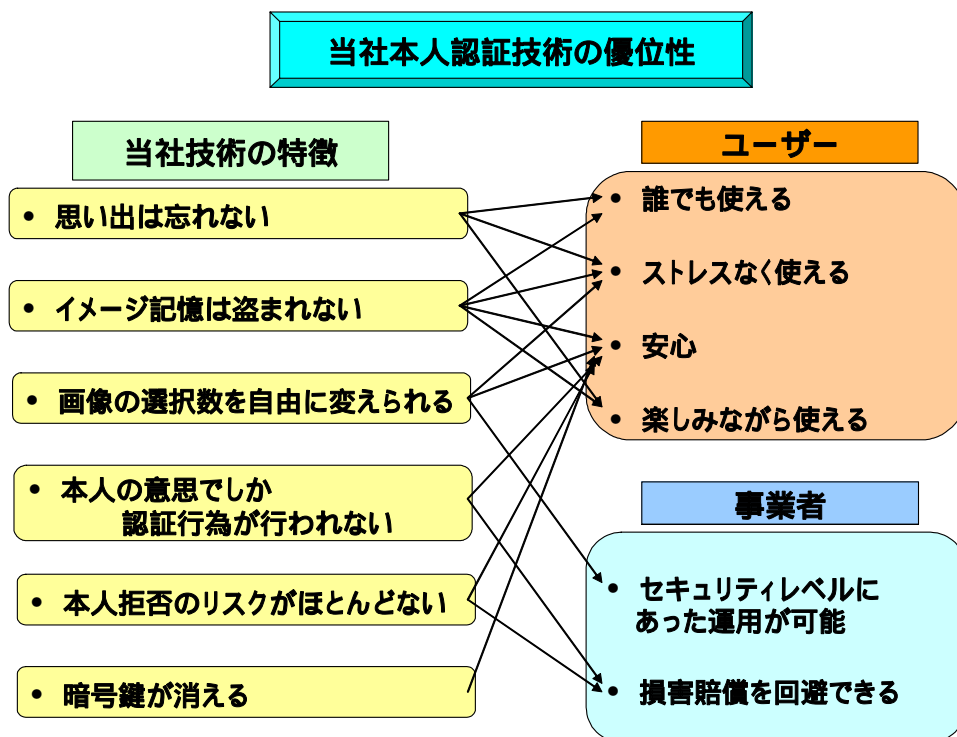 当社本人認証技術の優位性
当社技術の特徴
• 思い出は忘れない
• イメージ記憶は盗まれない
• 画像の選択数を自由に変えられる
• 本人の意思でしか
認証行為が行われない
• 本人拒否のリスクがほとんどない
• 暗号鍵が消える
ユーザー
• 誰でも使える
• ストレスなく使える
• 安心
• 楽しみながら使える
事業者
• セキュリティレベルに
あった運用が可能
• 損害賠償を回避できる